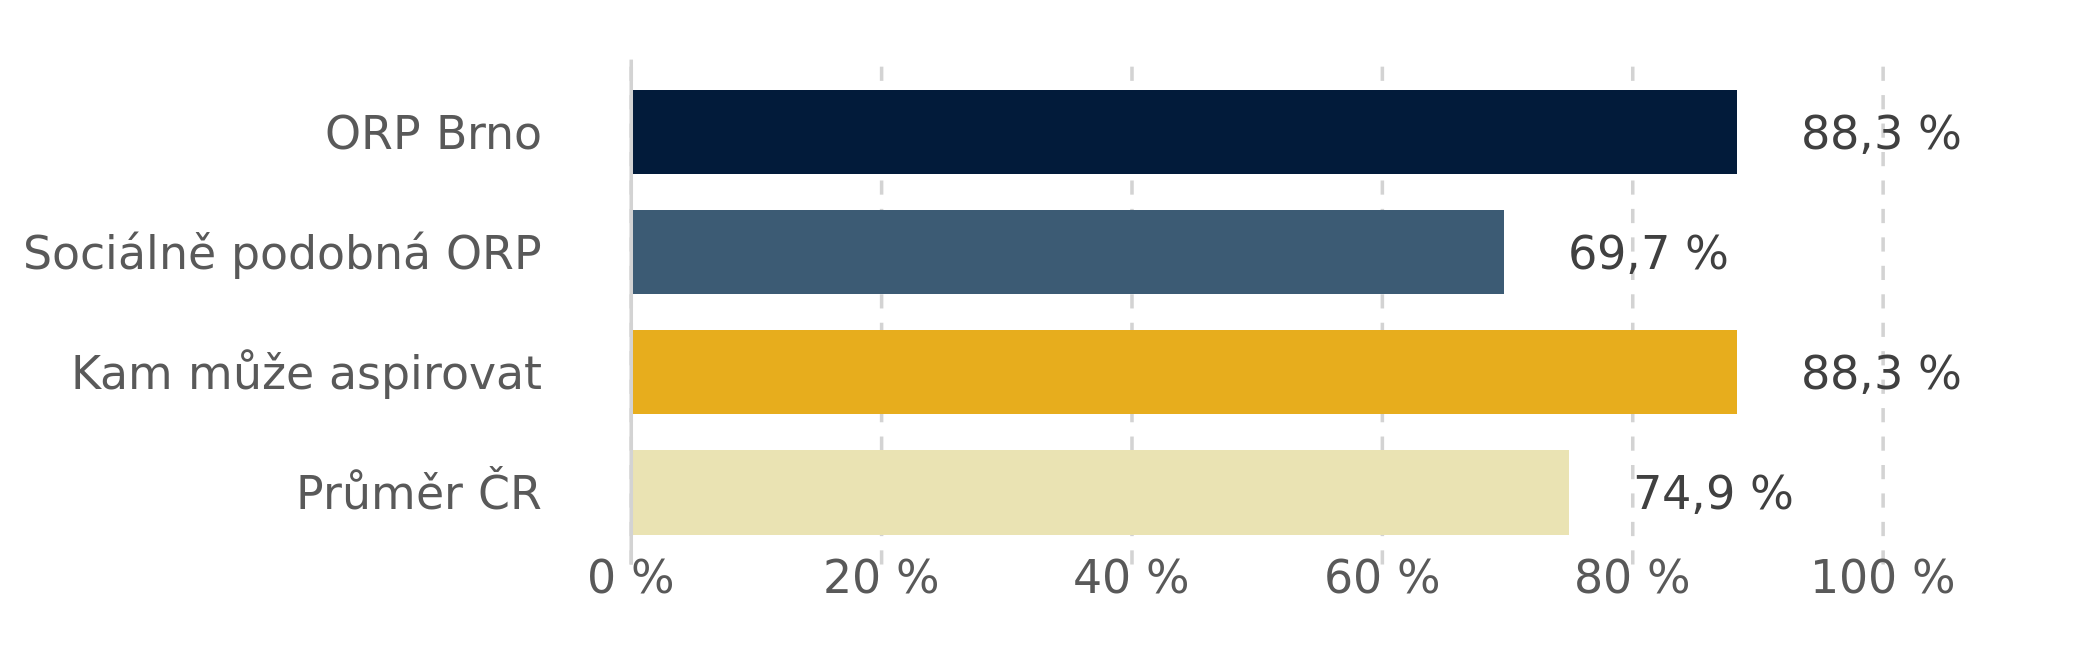 ORP Brno 88,3 %
Sociálně podobná ORP 69,7 %
Kam může aspirovat 88,3 %
Průměr ČR 74,9 %
0 % 20 % 40 % 60 % 80 % 100 %